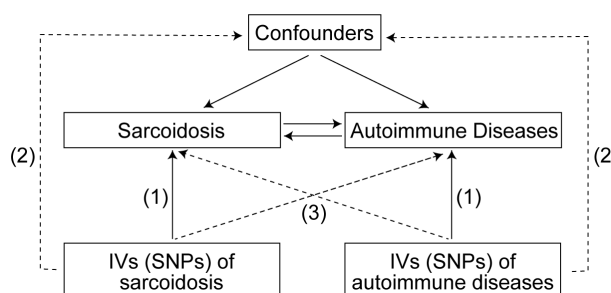 Confounders
Sarcoidosis
Autoimmune Diseases
(2)
(2
(1)
(3)
(1)
IVs (SNPs) of
sarcoidosis
IVs (SNPs) of
autoimmune diseases